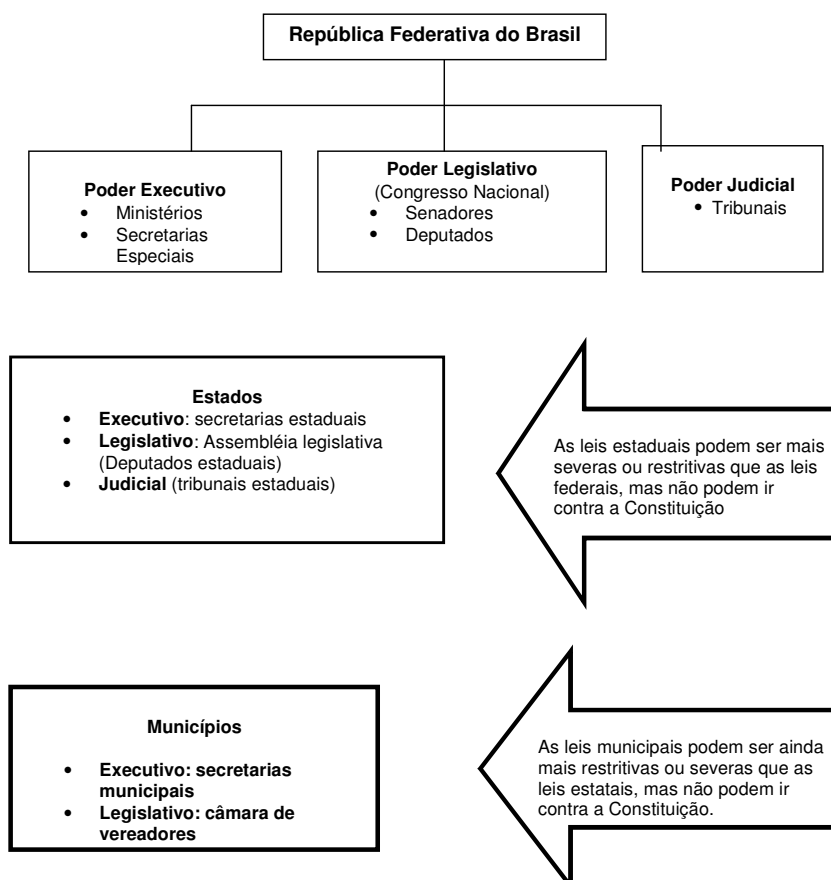 República Federativa do Brasil
Poder Executivo
• Ministérios
• Secretarias
Especiais
Poder Legislativo
(Congresso Nacional)
• Senadores
• Deputados
Poder Judicial
• Tribunais
Estados
• Executivo: secretarias estaduais
• Legislativo: Assembléia legislativa
(Deputados estaduais)
• Judicial (tribunais estaduais)
As leis estaduais podem ser mais
severas ou restritivas que as leis
federais, mas não podem ir
contra a Constituição
Municípios
• Executivo: secretarias
municipais
• Legislativo: câmara de
vereadores
As leis municipais podem ser ainda
mais restritivas ou severas que as
leis estatais, mas não podem ir
contra a Constituição.